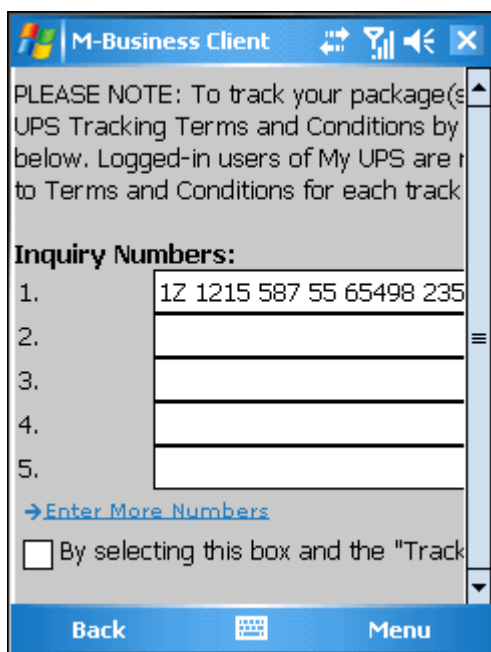 M-Business Client
PLEASE NOTE: To track your package(s
UPS Tracking Terms and Conditions by
below. Logged-in users of My UPS are r
to Terms and Conditions for each track
Inquiry Numbers:
1. 1Z 1215 587 55 65498 235
2.
3.
4.
5.
→Enter More Numbers
By selecting this box and the "Track
Back Menu